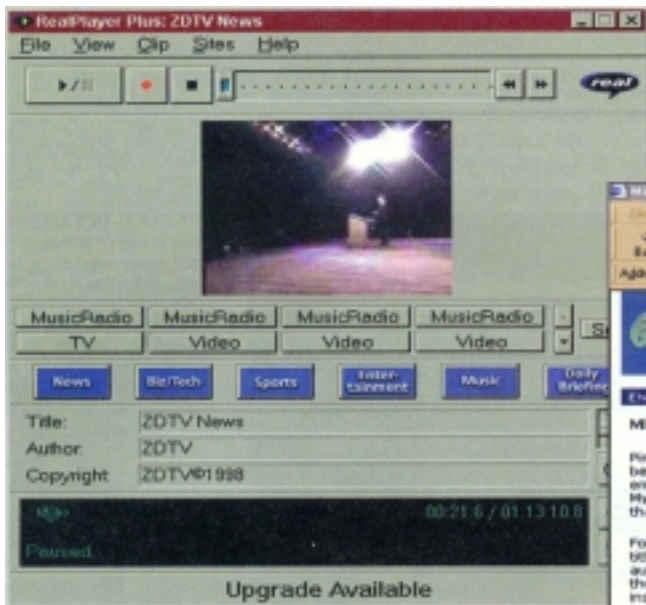 RealPlayer Plus: ZDTV News
File View Clip Sites Help
real
MusicRadio MusicRadio MusicRadio MusicRadio
TV Video Video Video
News Biz/Tech Sports Enter-tainment Music Daily Briefing
Title: ZDTV News
Author: ZDTV
Copyright: ZDTV©1998
00:21.6 / 01:13:10.8
Paused
Upgrade Available